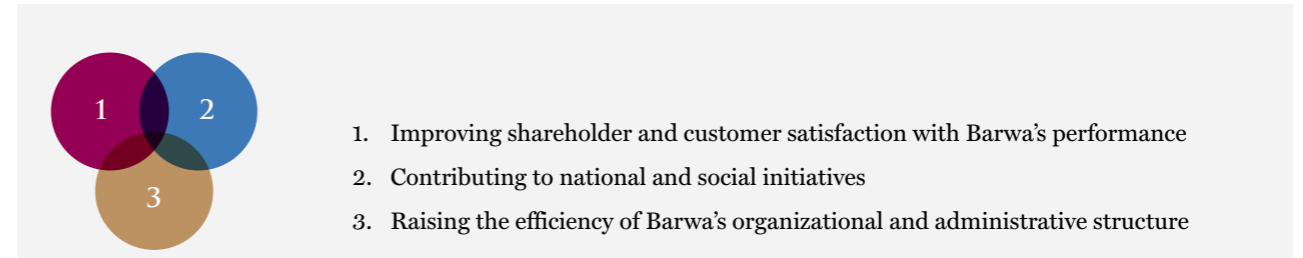 1 2
3
1. Improving shareholder and customer satisfaction with Barwa’s performance
2. Contributing to national and social initiatives
3. Raising the efficiency of Barwa’s organizational and administrative structure